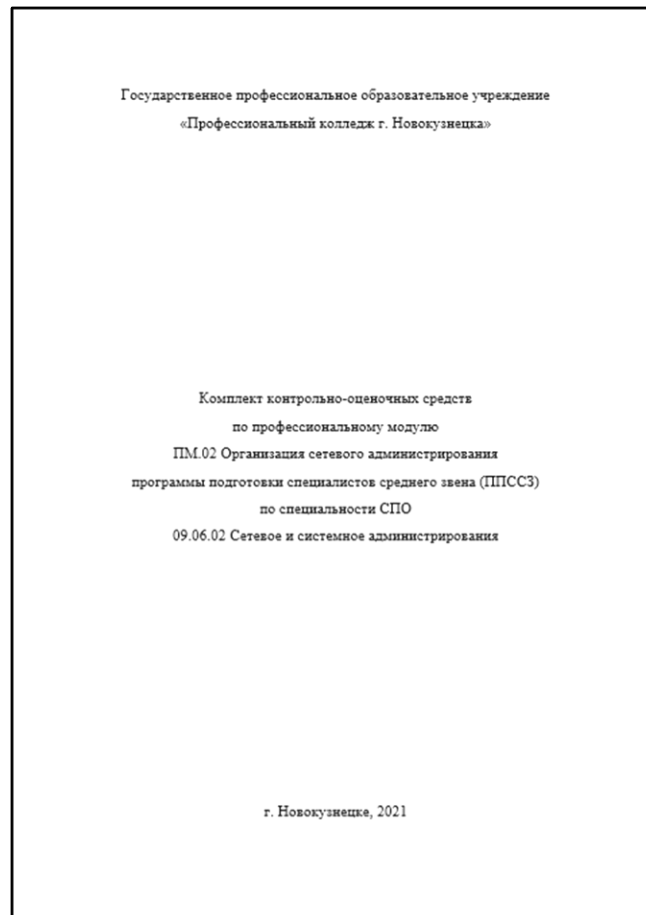 Государственное профессиональное образовательное учреждение
«Профессиональный колледж г. Новокузнецка»
Комплект контрольно-оценочных средств
по профессиональному модулю
ПМ.02 Организация сетевого администрирования
программы подготовки специалистов среднего звена (ППССЗ)
по специальности СПО
09.06.02 Сетевое и системное администрирования
г. Новокузнецке, 2021